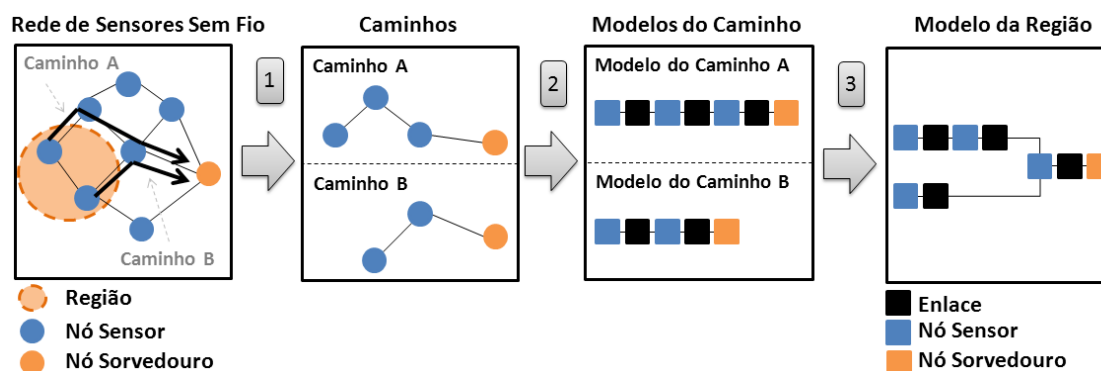 Rede de Sensores Sem Fio
Caminho A
Caminho B
Região
Nó Sensor
Nó Sorvedouro
1
Caminhos
Caminho A
Caminho B
2
Modelos do Caminho
Modelo do Caminho A
Modelo do Caminho B
3
Modelo da Região
Enlace
Nó Sensor
Nó Sorvedouro